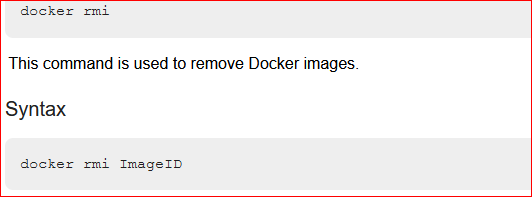 docker rmi
This command is used to remove Docker images.
Syntax
docker rmi ImageID